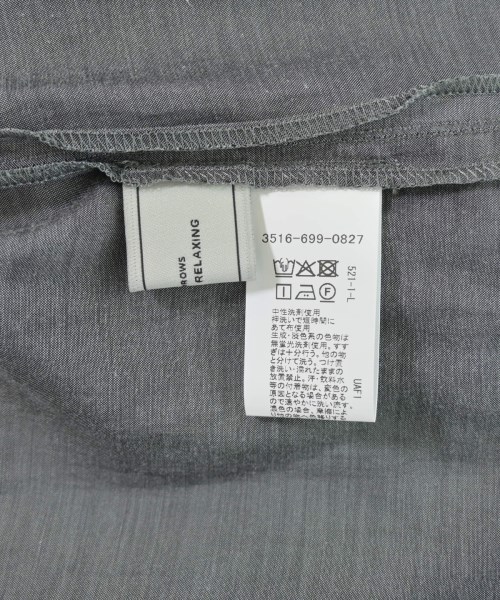 ROWS
RELAXING
3516-699-0827
521-1-L
中性洗剤使用
押洗いで短時間に
あて布使用
生成・淡色系の色物は
無蛍光洗剤使用。すす
ぎは十分行う。他の物
と分けて洗う。つけ置
き洗い・濡れたままの
放置禁止。汗・飲料水
等の付着物は、変色の
原因となる場合がある
ので速やかに洗い流す。
濃色の場合、摩擦によ
UAF1